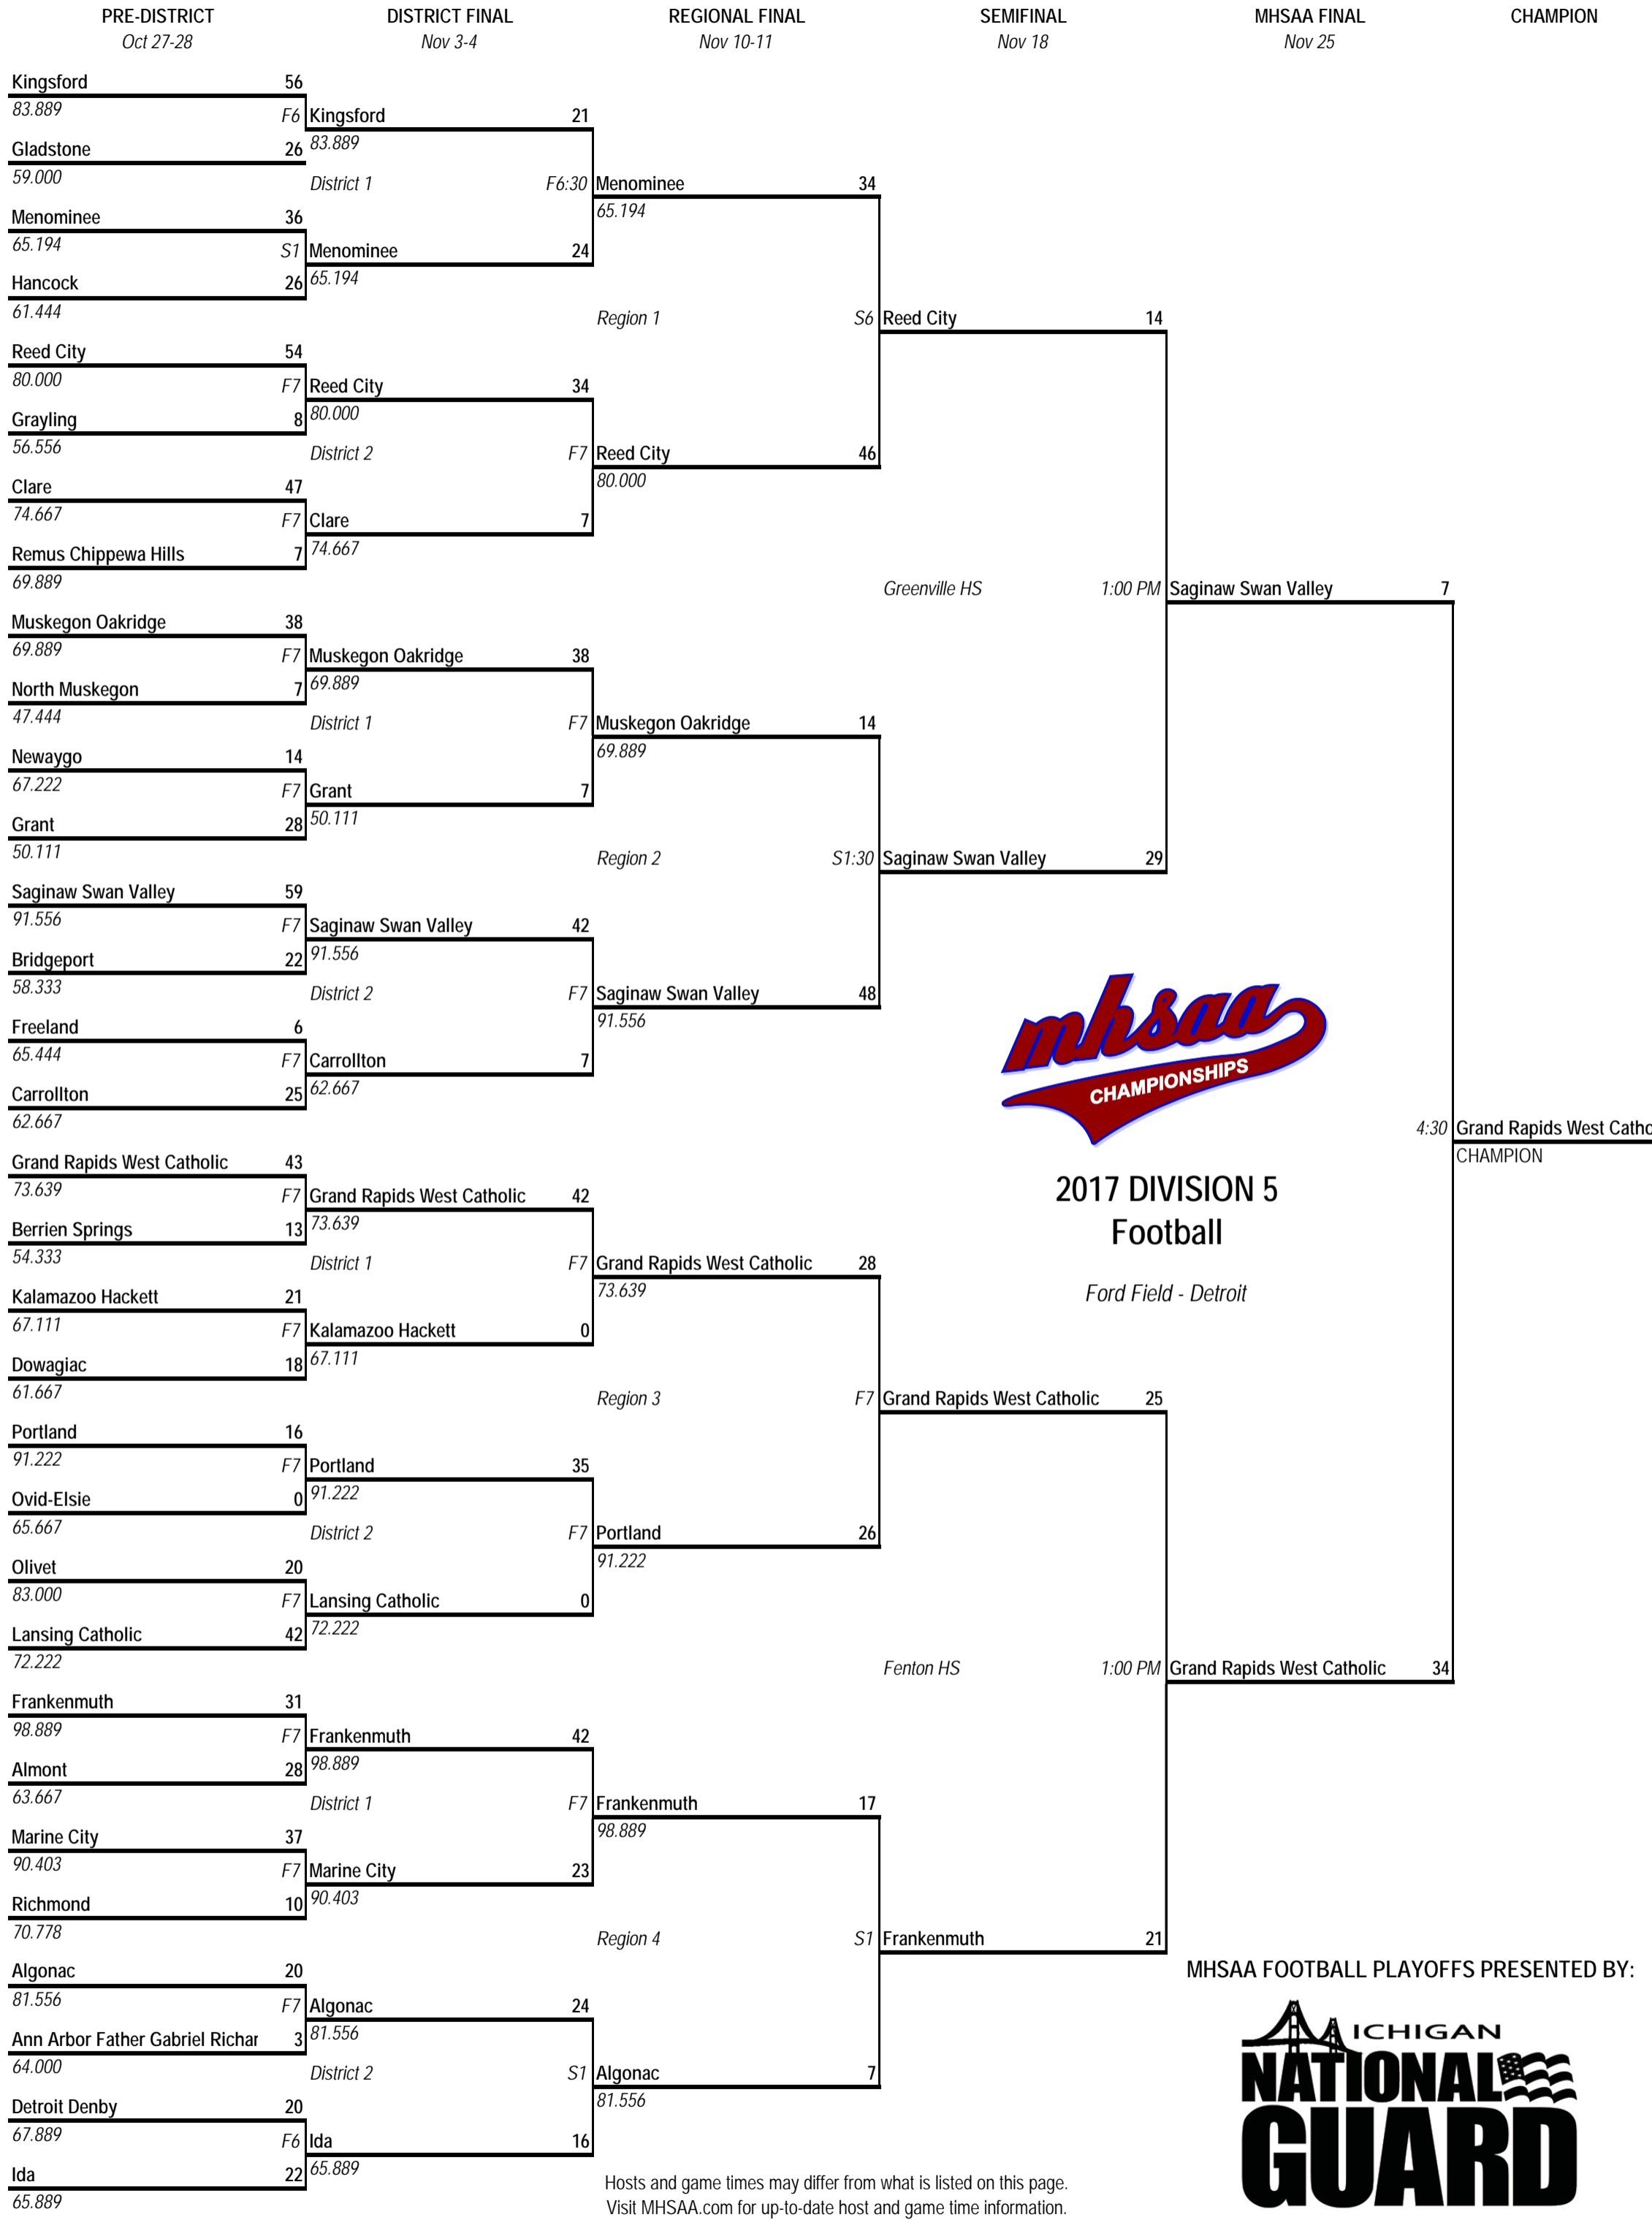 PRE-DISTRICT DISTRICT FINAL REGIONAL FINAL SEMIFINAL MHSAA FINAL CHAMPION
Oct 27-28 Nov 3-4 Nov 10-11 Nov 18 Nov 25
Kingsford 56
83.889 F6 Kingsford 21
Gladstone 26 83.889
59.000 District 1 F6:30 Menominee 34
Menominee 36 65.194
65.194 S1 Menominee 24
Hancock 26 65.194
61.444 Region 1 S6 Reed City 14
Reed City 54
80.000 F7 Reed City 34
Grayling 8 80.000
56.556 District 2 F7 Reed City 46
Clare 47 80.000
74.667 F7 Clare 7
Remus Chippewa Hills 7 74.667
69.889 Greenville HS 1:00 PM Saginaw Swan Valley 7
Muskegon Oakridge 38
69.889 F7 Muskegon Oakridge 38
North Muskegon 7 69.889
47.444 District 1 F7 Muskegon Oakridge 14
Newaygo 14 69.889
67.222 F7 Grant 7
Grant 28 50.111
50.111 Region 2 S1:30 Saginaw Swan Valley 29
Saginaw Swan Valley 59
91.556 F7 Saginaw Swan Valley 42
Bridgeport 22 91.556
58.333 District 2 F7 Saginaw Swan Valley 48
Freeland 6 91.556
65.444 F7 Carrollton 7
Carrollton 25 62.667
62.667
mhsaa
CHAMPIONSHIPS
4:30 Grand Rapids West Catho
CHAMPION
2017 DIVISION 5
Football
Ford Field - Detroit
Grand Rapids West Catholic 43
73.639 F7 Grand Rapids West Catholic 42
Berrien Springs 13 73.639
54.333 District 1 F7 Grand Rapids West Catholic 28
Kalamazoo Hackett 21 73.639
67.111 F7 Kalamazoo Hackett 0
Dowagiac 18 67.111
61.667 Region 3 F7 Grand Rapids West Catholic 25
Portland 16
91.222 F7 Portland 35
Ovid-Elsie 0 91.222
65.667 District 2 F7 Portland 26
Olivet 20 91.222
83.000 F7 Lansing Catholic 0
Lansing Catholic 42 72.222
72.222 Fenton HS 1:00 PM Grand Rapids West Catholic 34
Frankenmuth 31
98.889 F7 Frankenmuth 42
Almont 28 98.889
63.667 District 1 F7 Frankenmuth 17
Marine City 37 98.889
90.403 F7 Marine City 23
Richmond 10 90.403
70.778 Region 4 S1 Frankenmuth 21
Algonac 20
81.556 F7 Algonac 24
Ann Arbor Father Gabriel Richar 3 81.556
64.000 District 2 S1 Algonac 7
Detroit Denby 20 81.556
67.889 F6 Ida 16
Ida 22 65.889
65.889
MHSAA FOOTBALL PLAYOFFS PRESENTED BY:
MICHIGAN
NATIONAL
GUARD
Hosts and game times may differ from what is listed on this page.
Visit MHSAA.com for up-to-date host and game time information.